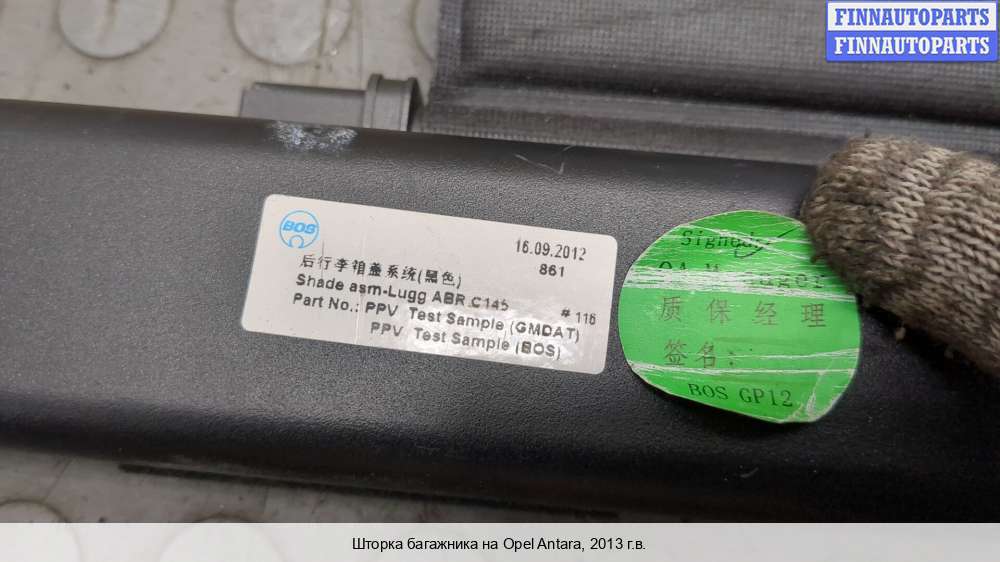 FINNAUTOPARTS
FINNAUTOPARTS
BOS
16.09.2012
861
后行李箱盖系统(黑色)
Shade asm-Lugg ABR C145
# 116
Part No.: PPV Test Sample (GMDAT)
PPV Test Sample (BOS)
质保经理
签名:
BOS GP12
Шторка багажника на Opel Antara, 2013 г.в.